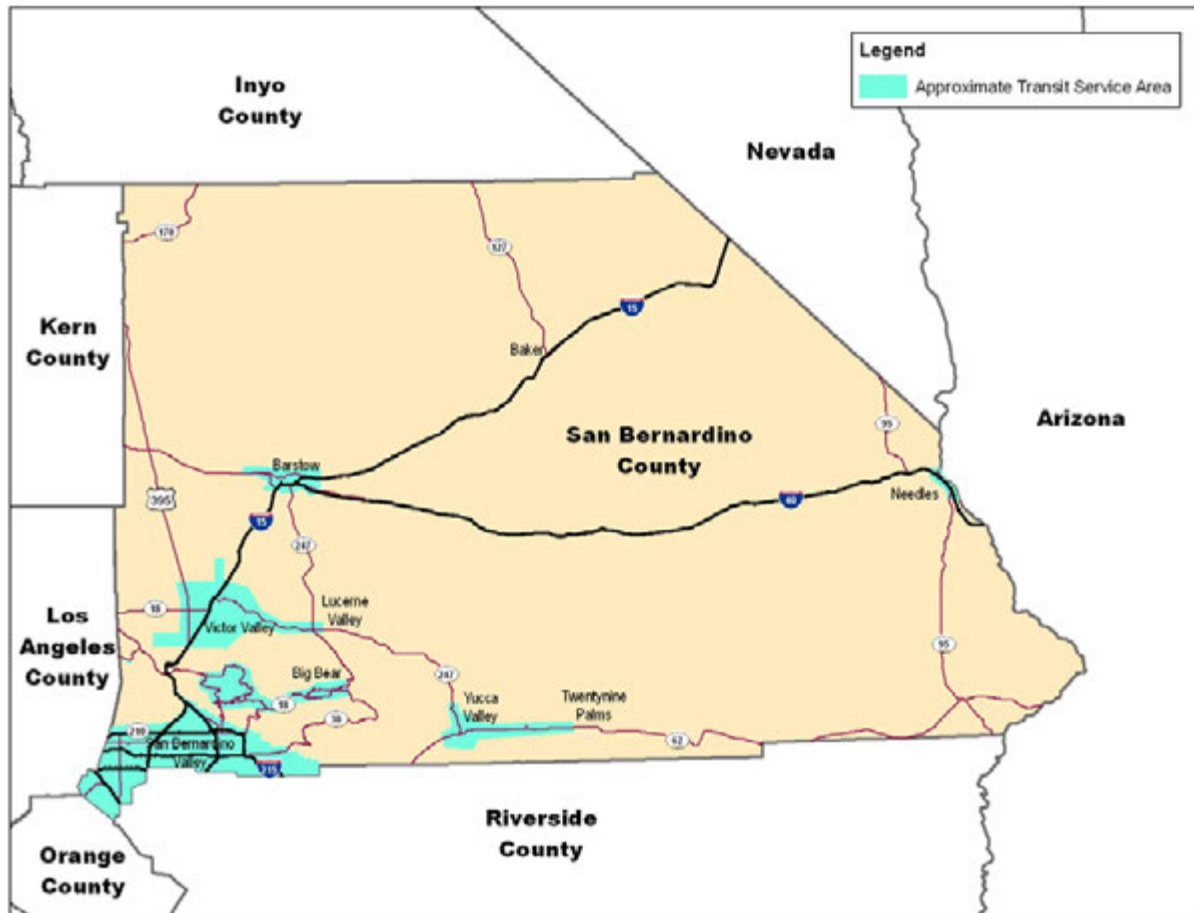 Legend
Approximate Transit Service Area
Inyo
County
Nevada
178
127
15
Kern
County
Baker
Arizona
San Bernardino
County
95
Barstow
Needles
395
40
15
247
Los
Angeles
County
18
Lucerne
Valley
Victor Valley
95
Big Bear
247
18
Yucca
Valley
Twentynine
Palms
38
210
62
San Bernardino
Valley
215
Riverside
County
Orange
County